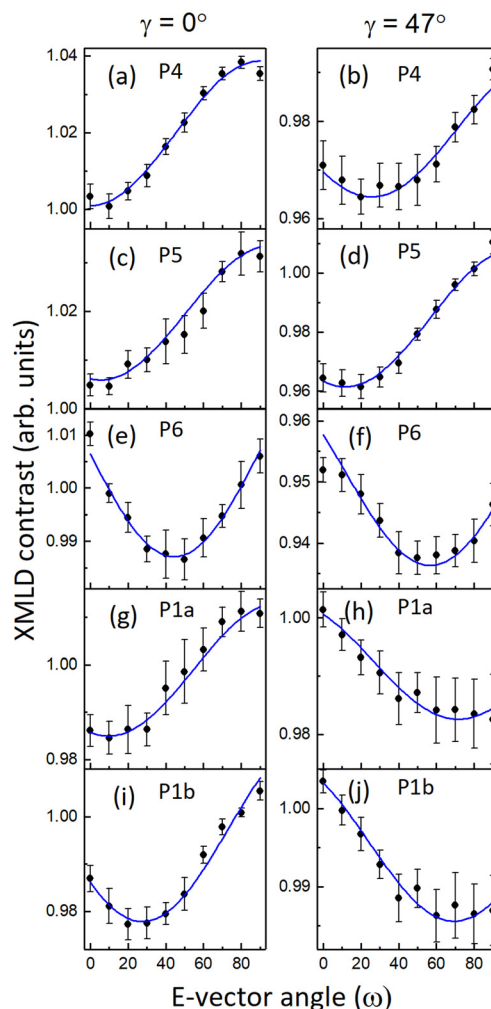 γ = 0°
γ = 47°
XMLD contrast (arb. units)
(a) P4
1.04
1.02
1.00
(b) P4
0.98
0.96
(c) P5
1.02
1.00
(d) P5
1.00
0.98
0.96
(e) P6
1.01
1.00
0.99
(f) P6
0.96
0.95
0.94
(g) P1a
1.00
0.98
(h) P1a
1.00
0.98
(i) P1b
1.00
0.98
(j) P1b
1.00
0.99
0 20 40 60 80
0 20 40 60 80
E-vector angle (ω)